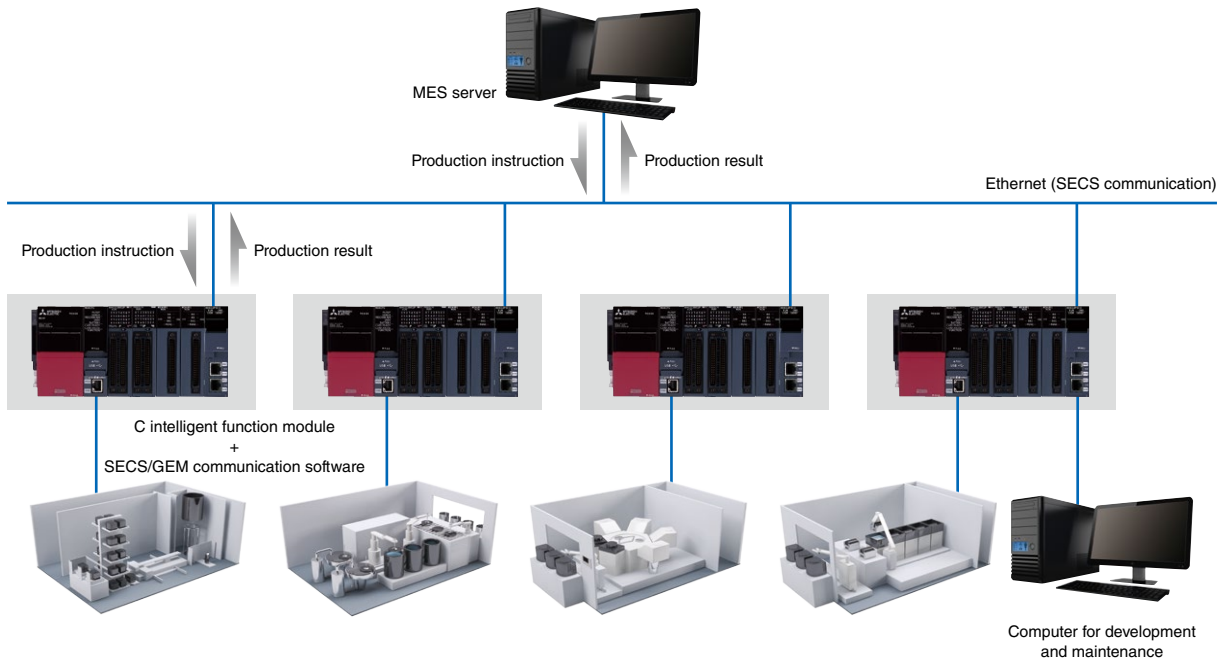 MES server
Production instruction
Production result
Ethernet (SECS communication)
Production instruction
Production result
C intelligent function module
+
SECS/GEM communication software
Computer for development
and maintenance